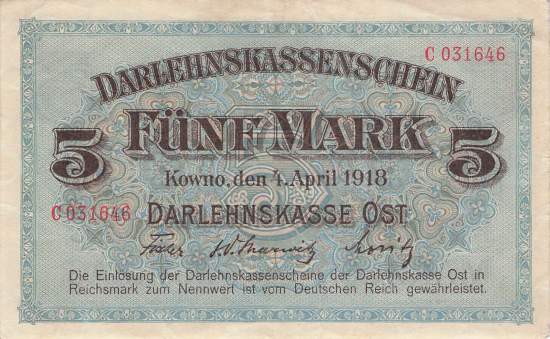 C 031646
DARLEHNSKASSENSCHEIN
5 FÜNF MARK 5
Kowno, den 4. April 1918
C 031646 DARLEHNSKASSE OST
Die Einlosung der Darlehnskassenscheine der Darlehnskasse Ost in
Reichsmark zum Nennwert ist vom Deutschen Reich gewährleistet.